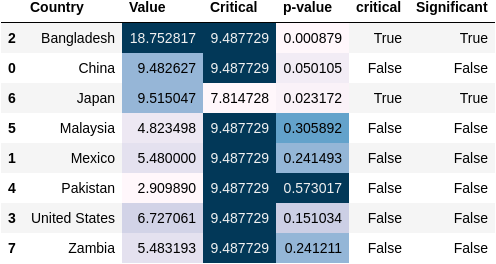 Country Value Critical p-value critical Significant
2 Bangladesh 18.752817 9.487729 0.000879 True True
0 China 9.482627 9.487729 0.050105 False False
6 Japan 9.515047 7.814728 0.023172 True True
5 Malaysia 4.823498 9.487729 0.305892 False False
1 Mexico 5.480000 9.487729 0.241493 False False
4 Pakistan 2.909890 9.487729 0.573017 False False
3 United States 6.727061 9.487729 0.151034 False False
7 Zambia 5.483193 9.487729 0.241211 False False